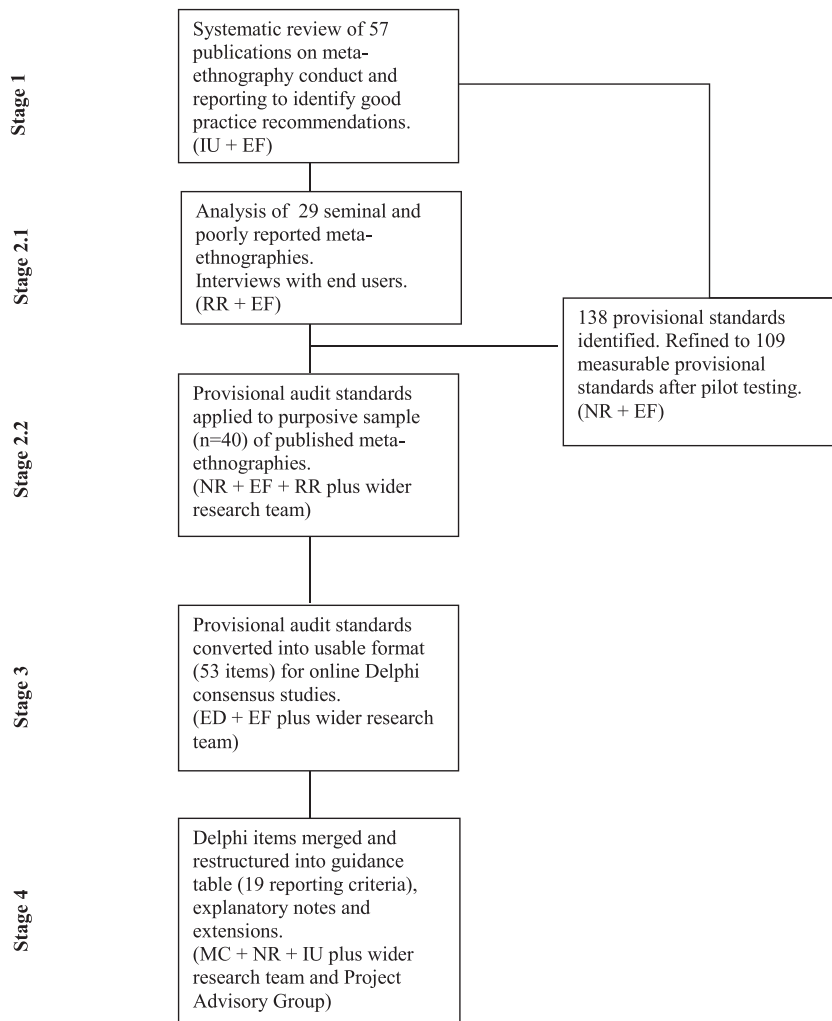 Stage 1
Systematic review of 57
publications on meta-
ethnography conduct and
reporting to identify good
practice recommendations.
(IU + EF)
Stage 2.1
Analysis of 29 seminal and
poorly reported meta-
ethnographies.
Interviews with end users.
(RR + EF)
138 provisional standards
identified. Refined to 109
measurable provisional
standards after pilot testing.
(NR + EF)
Stage 2.2
Provisional audit standards
applied to purposive sample
(n=40) of published meta-
ethnographies.
(NR + EF + RR plus wider
research team)
Stage 3
Provisional audit standards
converted into usable format
(53 items) for online Delphi
consensus studies.
(ED + EF plus wider research
team)
Stage 4
Delphi items merged and
restructured into guidance
table (19 reporting criteria),
explanatory notes and
extensions.
(MC + NR + IU plus wider
research team and Project
Advisory Group)